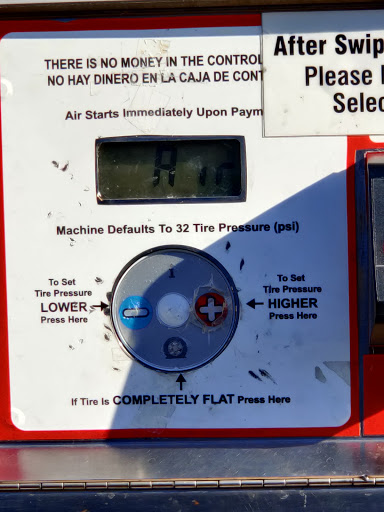 THERE IS NO MONEY IN THE CONTROL
NO HAY DINERO EN LA CAJA DE CONT
After Swip
Please
Selec
Air Starts Immediately Upon Paym
Air
Machine Defaults To 32 Tire Pressure (psi)
1
To Set
Tire Pressure
LOWER
Press Here
To Set
Tire Pressure
HIGHER
Press Here
If Tire Is COMPLETELY FLAT Press Here